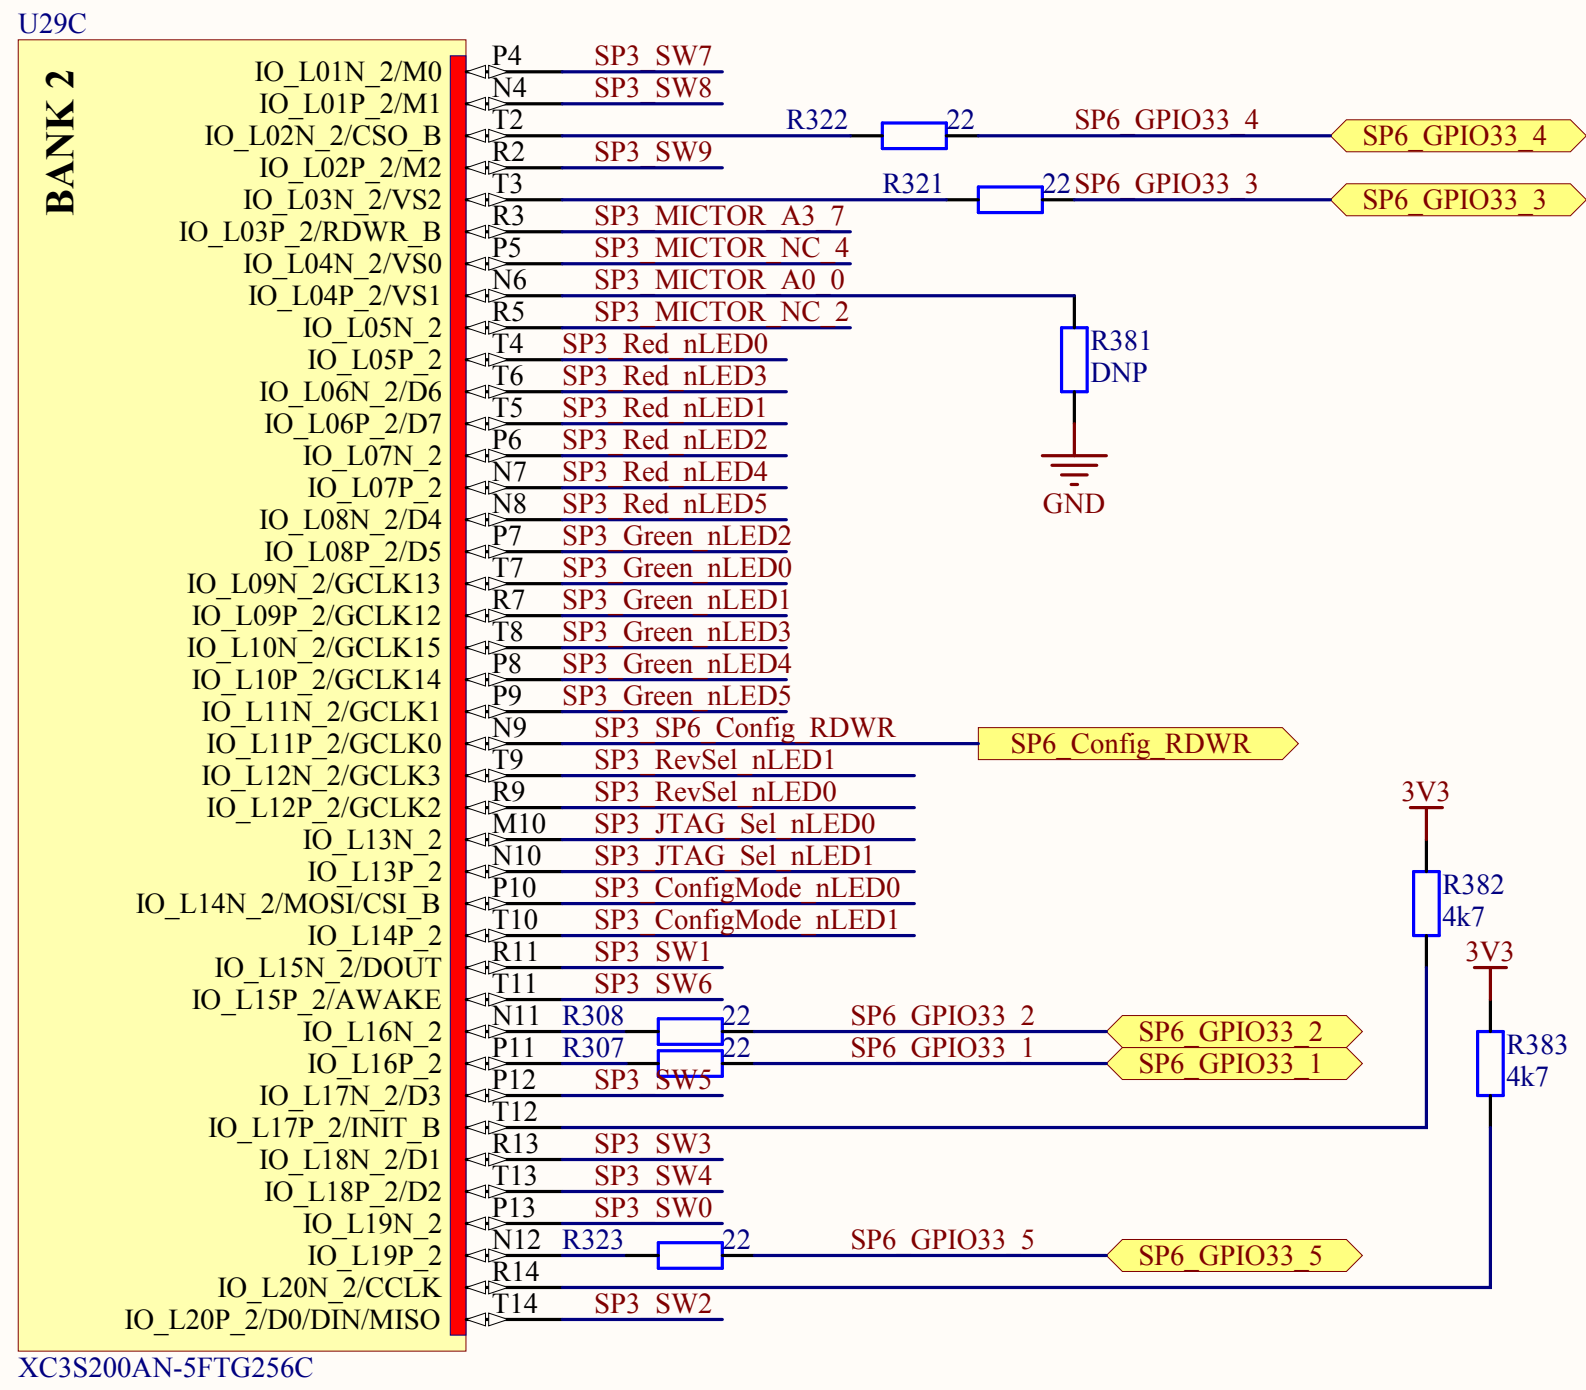 U29C
BANK 2
IO_L01N_2/M0 P4 SP3_SW7
IO_L01P_2/M1 N4 SP3_SW8
IO_L02N_2/CSO_B T2 R322 22 SP6_GPIO33_4 SP6_GPIO33_4
IO_L02P_2/M2 R2 SP3_SW9
IO_L03N_2/VS2 T3 R321 22 SP6_GPIO33_3 SP6_GPIO33_3
IO_L03P_2/RDWR_B R3 SP3_MICTOR_A3_7
IO_L04N_2/VS0 P5 SP3_MICTOR_NC_4
IO_L04P_2/VS1 N6 SP3_MICTOR_A0_0
IO_L05N_2 R5 SP3_MICTOR_NC_2
R381
DNP
GND
IO_L05P_2 T4 SP3_Red_nLED0
IO_L06N_2/D6 T6 SP3_Red_nLED3
IO_L06P_2/D7 T5 SP3_Red_nLED1
IO_L07N_2 P6 SP3_Red_nLED2
IO_L07P_2 N7 SP3_Red_nLED4
IO_L08N_2/D4 N8 SP3_Red_nLED5
IO_L08P_2/D5 P7 SP3_Green_nLED2
IO_L09N_2/GCLK13 T7 SP3_Green_nLED0
IO_L09P_2/GCLK12 R7 SP3_Green_nLED1
IO_L10N_2/GCLK15 T8 SP3_Green_nLED3
IO_L10P_2/GCLK14 P8 SP3_Green_nLED4
IO_L11N_2/GCLK1 P9 SP3_Green_nLED5
IO_L11P_2/GCLK0 N9 SP3_SP6_Config_RDWR SP6_Config_RDWR
IO_L12N_2/GCLK3 T9 SP3_RevSel_nLED1
IO_L12P_2/GCLK2 R9 SP3_RevSel_nLED0
IO_L13N_2 M10 SP3_JTAG_Sel_nLED0
IO_L13P_2 N10 SP3_JTAG_Sel_nLED1
IO_L14N_2/MOSI/CSI_B P10 SP3_ConfigMode_nLED0
IO_L14P_2 T10 SP3_ConfigMode_nLED1
3V3
R382
4k7
IO_L15N_2/DOUT R11 SP3_SW1
IO_L15P_2/AWAKE T11 SP3_SW6
IO_L16N_2 N11 R308 22 SP6_GPIO33_2 SP6_GPIO33_2
IO_L16P_2 P11 R307 22 SP6_GPIO33_1 SP6_GPIO33_1
3V3
R383
4k7
IO_L17N_2/D3 P12 SP3_SW5
IO_L17P_2/INIT_B T12
IO_L18N_2/D1 R13 SP3_SW3
IO_L18P_2/D2 T13 SP3_SW4
IO_L19N_2 P13 SP3_SW0
IO_L19P_2 N12 R323 22 SP6_GPIO33_5 SP6_GPIO33_5
IO_L20N_2/CCLK R14
IO_L20P_2/D0/DIN/MISO T14 SP3_SW2
XC3S200AN-5FTG256C